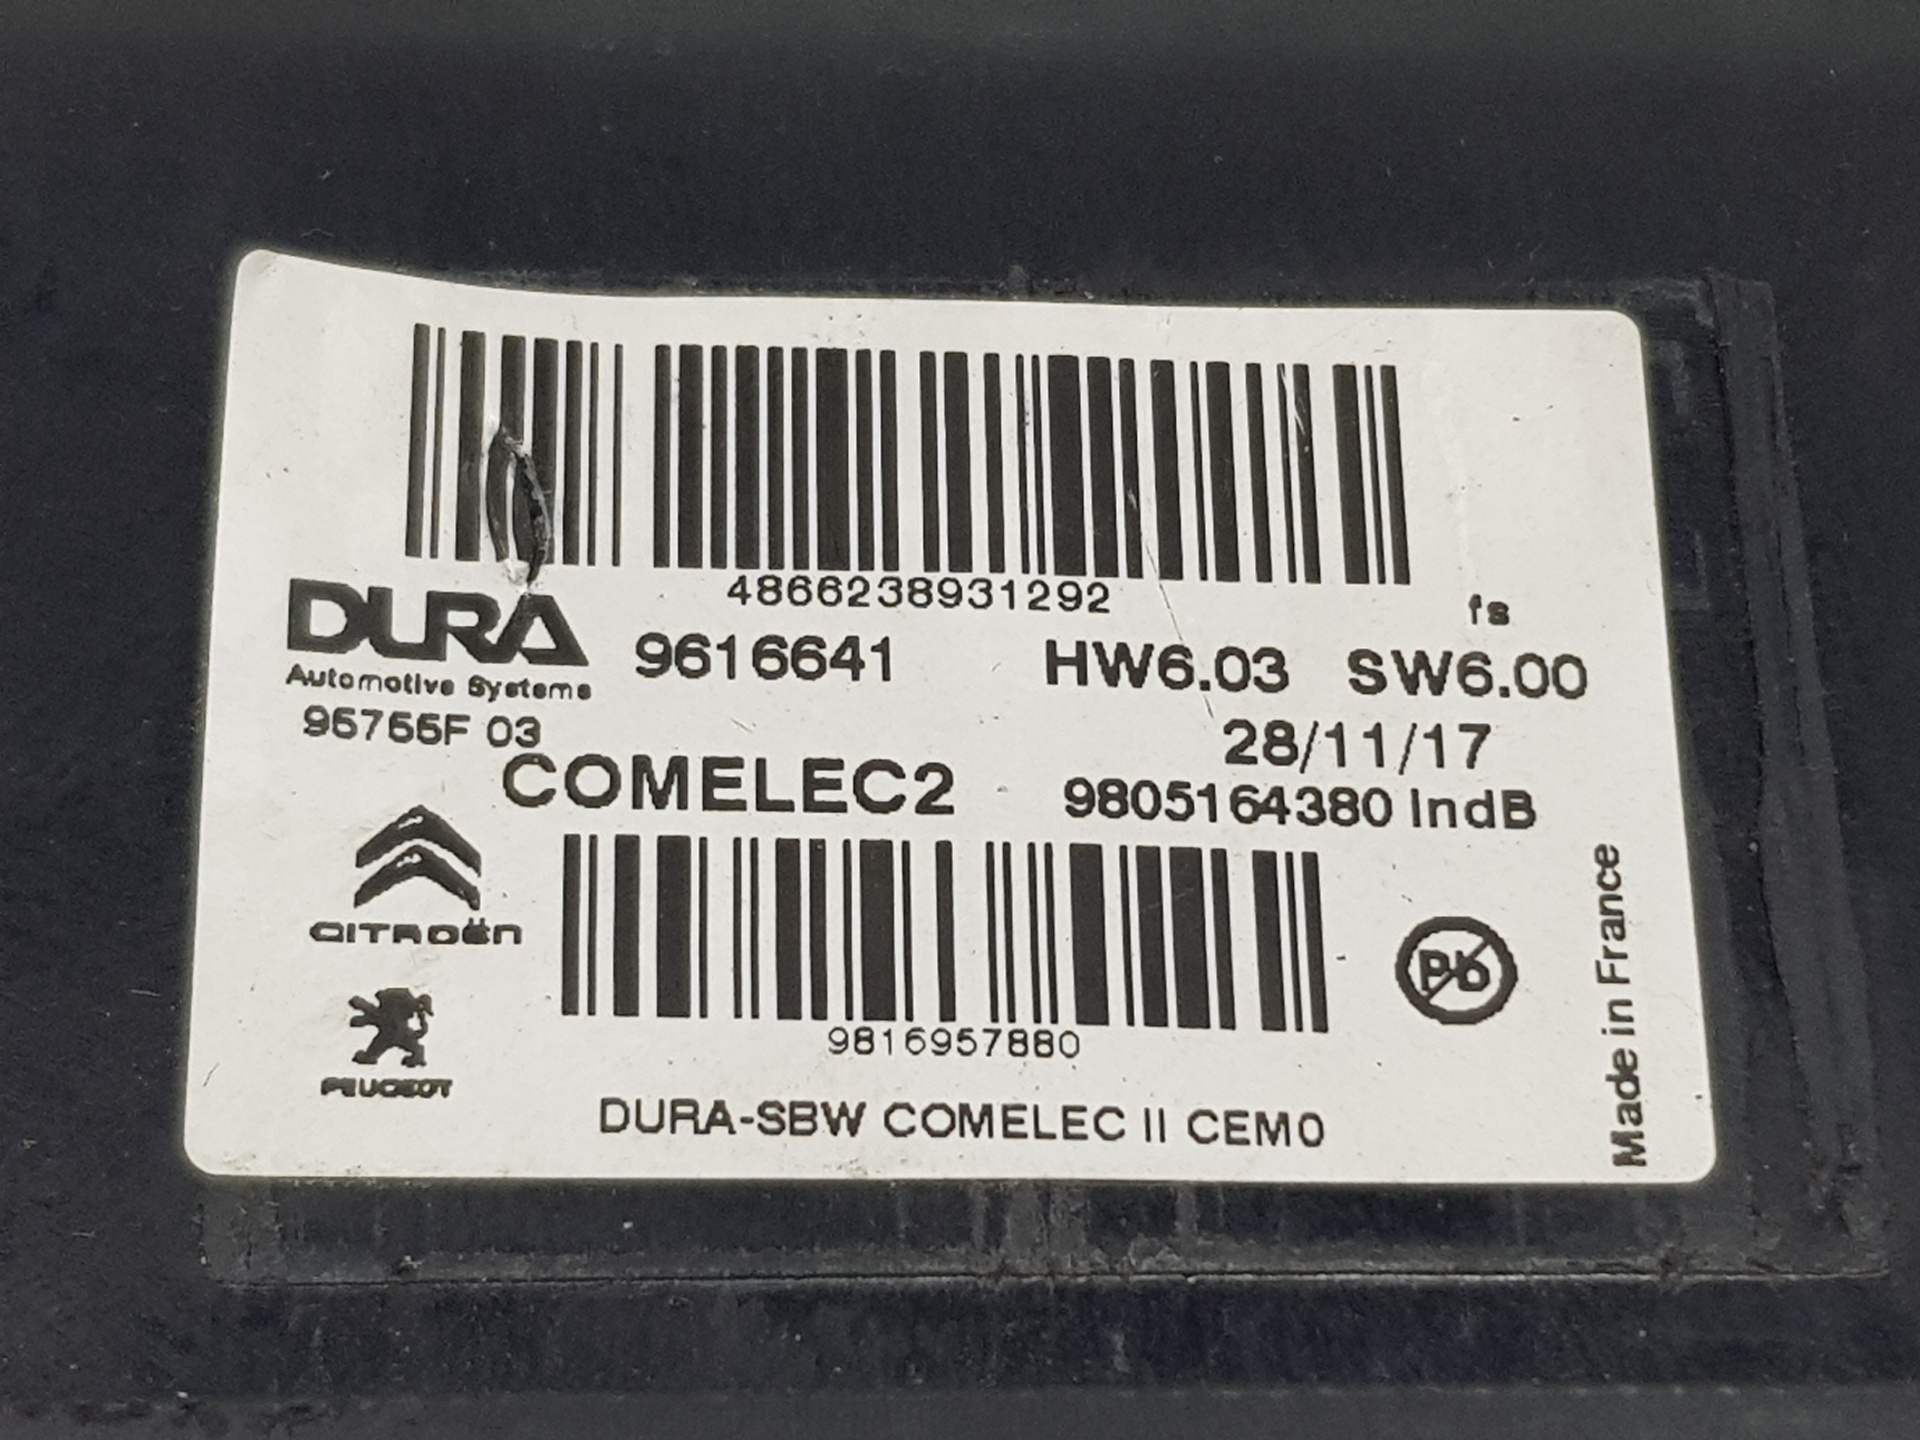 4866238931292
fs
DURA
Automotive Systems
9616641 HW6.03 SW6.00
95755F 03
28/11/17
COMELEC2
9805164380 IndB
CITROËN
Pb
PEUGEOT
9816957880
DURA-SBW COMELEC II CEM0
Made in France